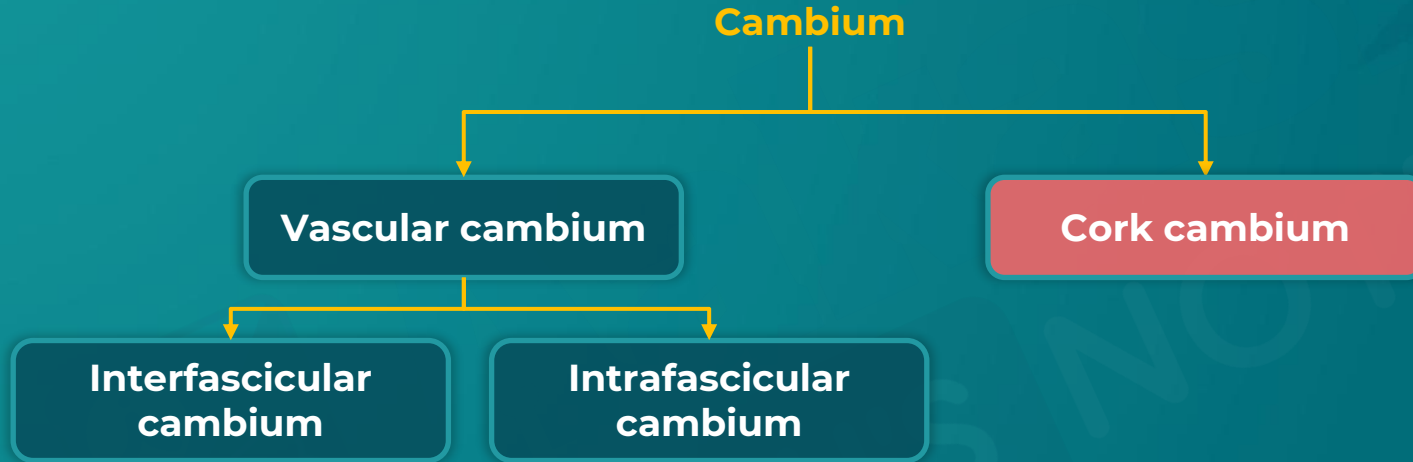 Cambium
Vascular cambium
Cork cambium
Interfascicular
cambium
Intrafascicular
cambium